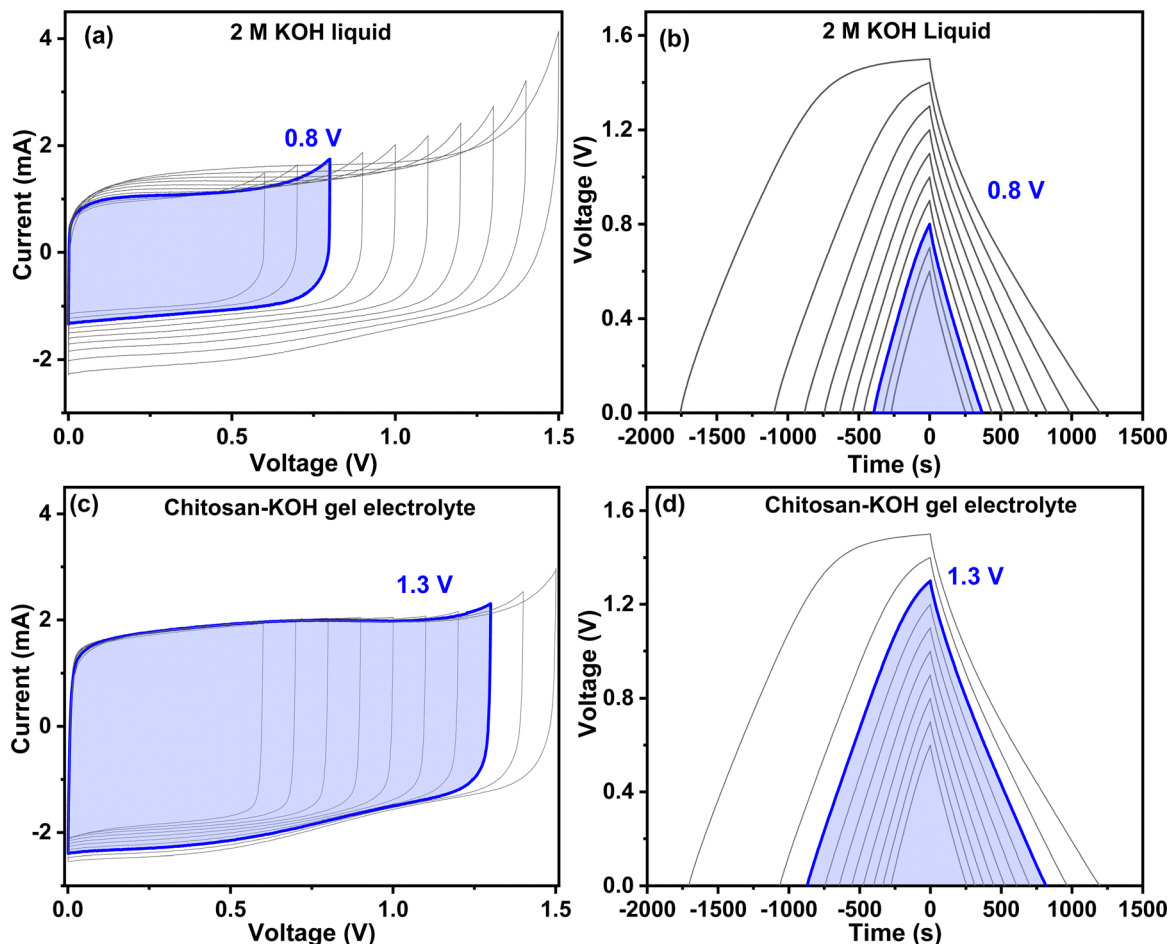 (a)
2 M KOH liquid
0.8 V
4
2
0
-2
Current (mA)
0.0
0.5
1.0
1.5
Voltage (V)
(b)
2 M KOH Liquid
0.8 V
1.6
1.2
0.8
0.4
0.0
Voltage (V)
-2000 -1500 -1000 -500 0 500 1000 1500
Time (s)
(c)
Chitosan-KOH gel electrolyte
1.3 V
4
2
0
-2
Current (mA)
0.0
0.5
1.0
1.5
Voltage (V)
(d)
Chitosan-KOH gel electrolyte
1.3 V
1.6
1.2
0.8
0.4
0.0
Voltage (V)
-2000 -1500 -1000 -500 0 500 1000 1500
Time (s)